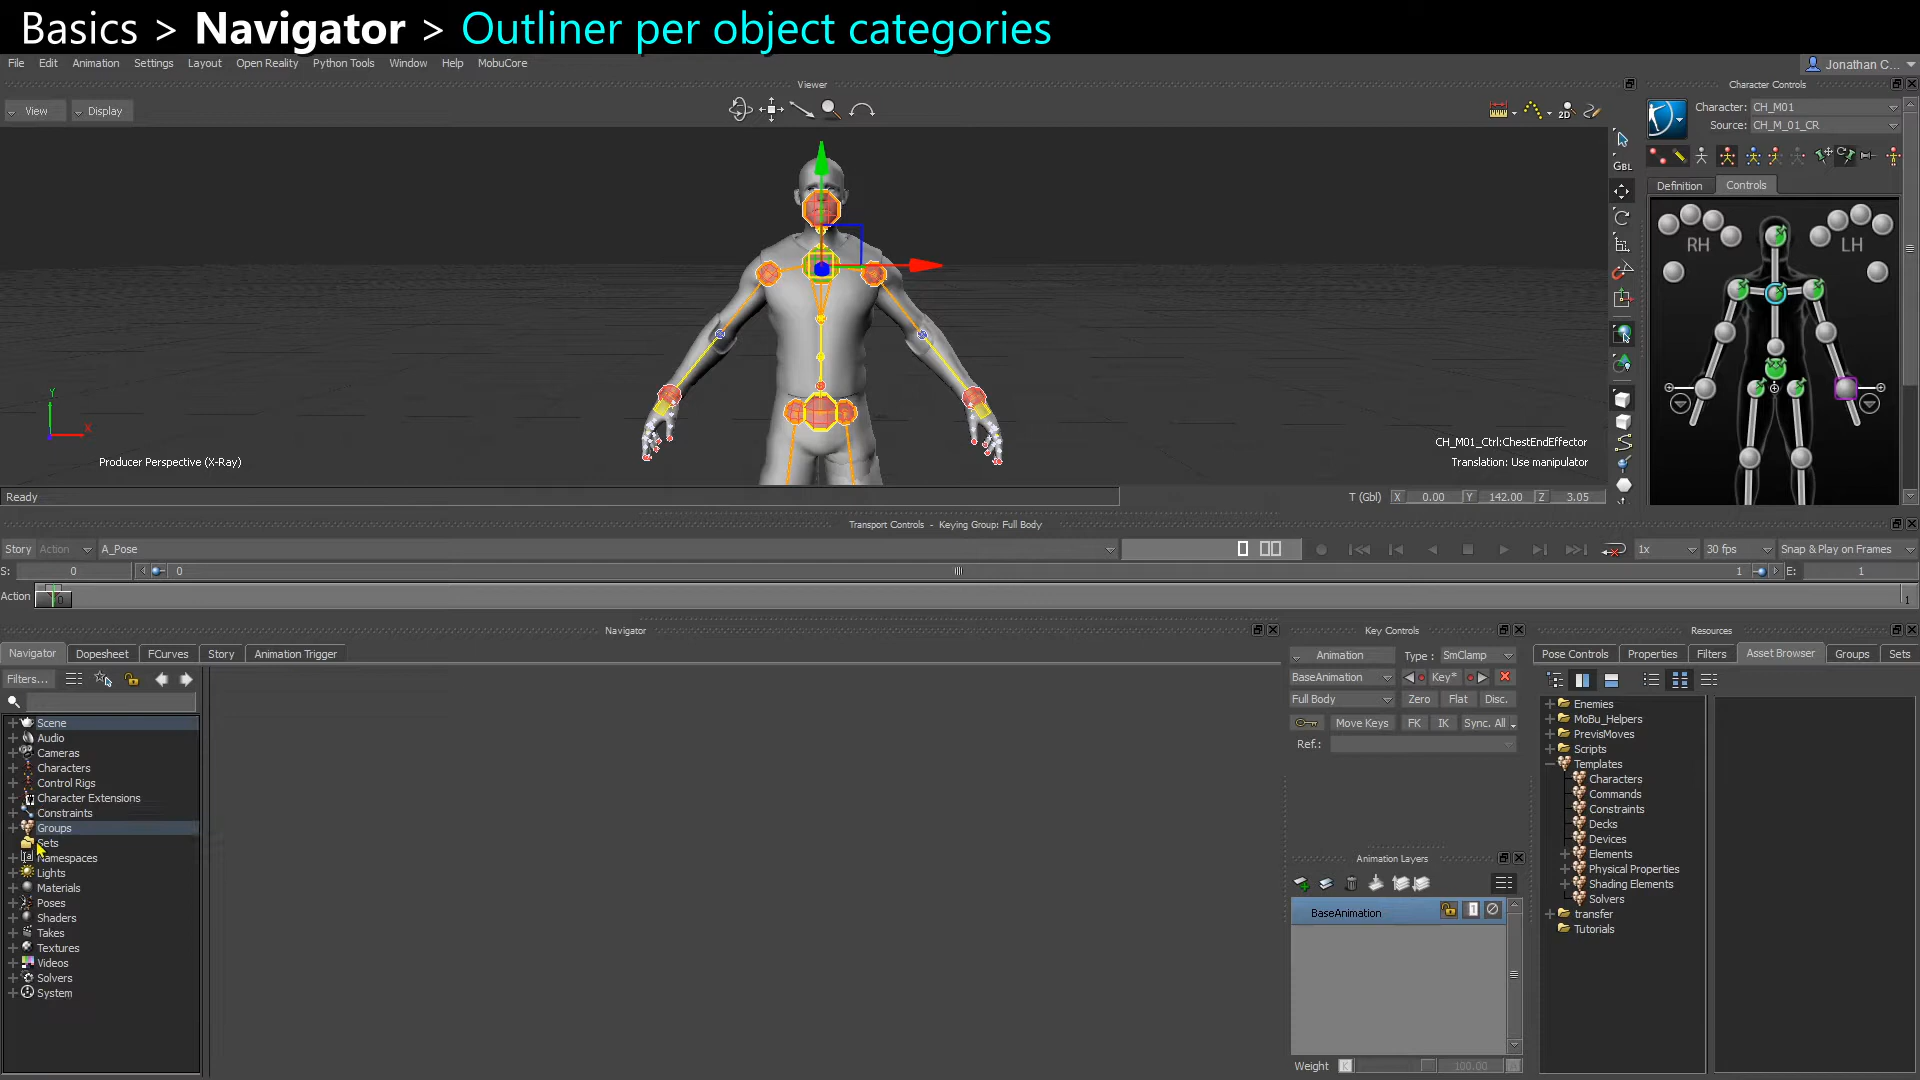 Basics > Navigator > Outliner per object categories
File Edit Animation Settings Layout Open Reality Python Tools Window Help MobuCore
Jonathan C...
Viewer
Character Controls
View Display
2D
Character: CH_M01
Source: CH_M_01_CR
GBL
Definition Controls
RH LH
Y
X
Producer Perspective (X-Ray)
CH_M01_Ctrl:ChestEndEffector
Translation: Use manipulator
Ready
T (Gbl) X 0.00 Y 142.00 Z 3.05
Transport Controls - Keying Group: Full Body
Story Action A_Pose
1x 30 fps Snap & Play on Frames
S: 0 0 1 E: 1
Action 0 1
Navigator
Key Controls
Resources
Navigator Dopesheet FCurves Story Animation Trigger
Animation Type : SmClamp
Pose Controls Properties Filters Asset Browser Groups Sets
Filters...
BaseAnimation Key*
Full Body Zero Flat Disc.
Move Keys FK IK Sync. All
Ref.:
Scene
Audio
Cameras
Characters
Control Rigs
Character Extensions
Constraints
Groups
Sets
Namespaces
Lights
Materials
Poses
Shaders
Takes
Textures
Videos
Solvers
System
Enemies
MoBu_Helpers
PrevisMoves
Scripts
Templates
Characters
Commands
Constraints
Decks
Devices
Elements
Physical Properties
Shading Elements
Solvers
transfer
Tutorials
Animation Layers
BaseAnimation
Weight K 100.00 A